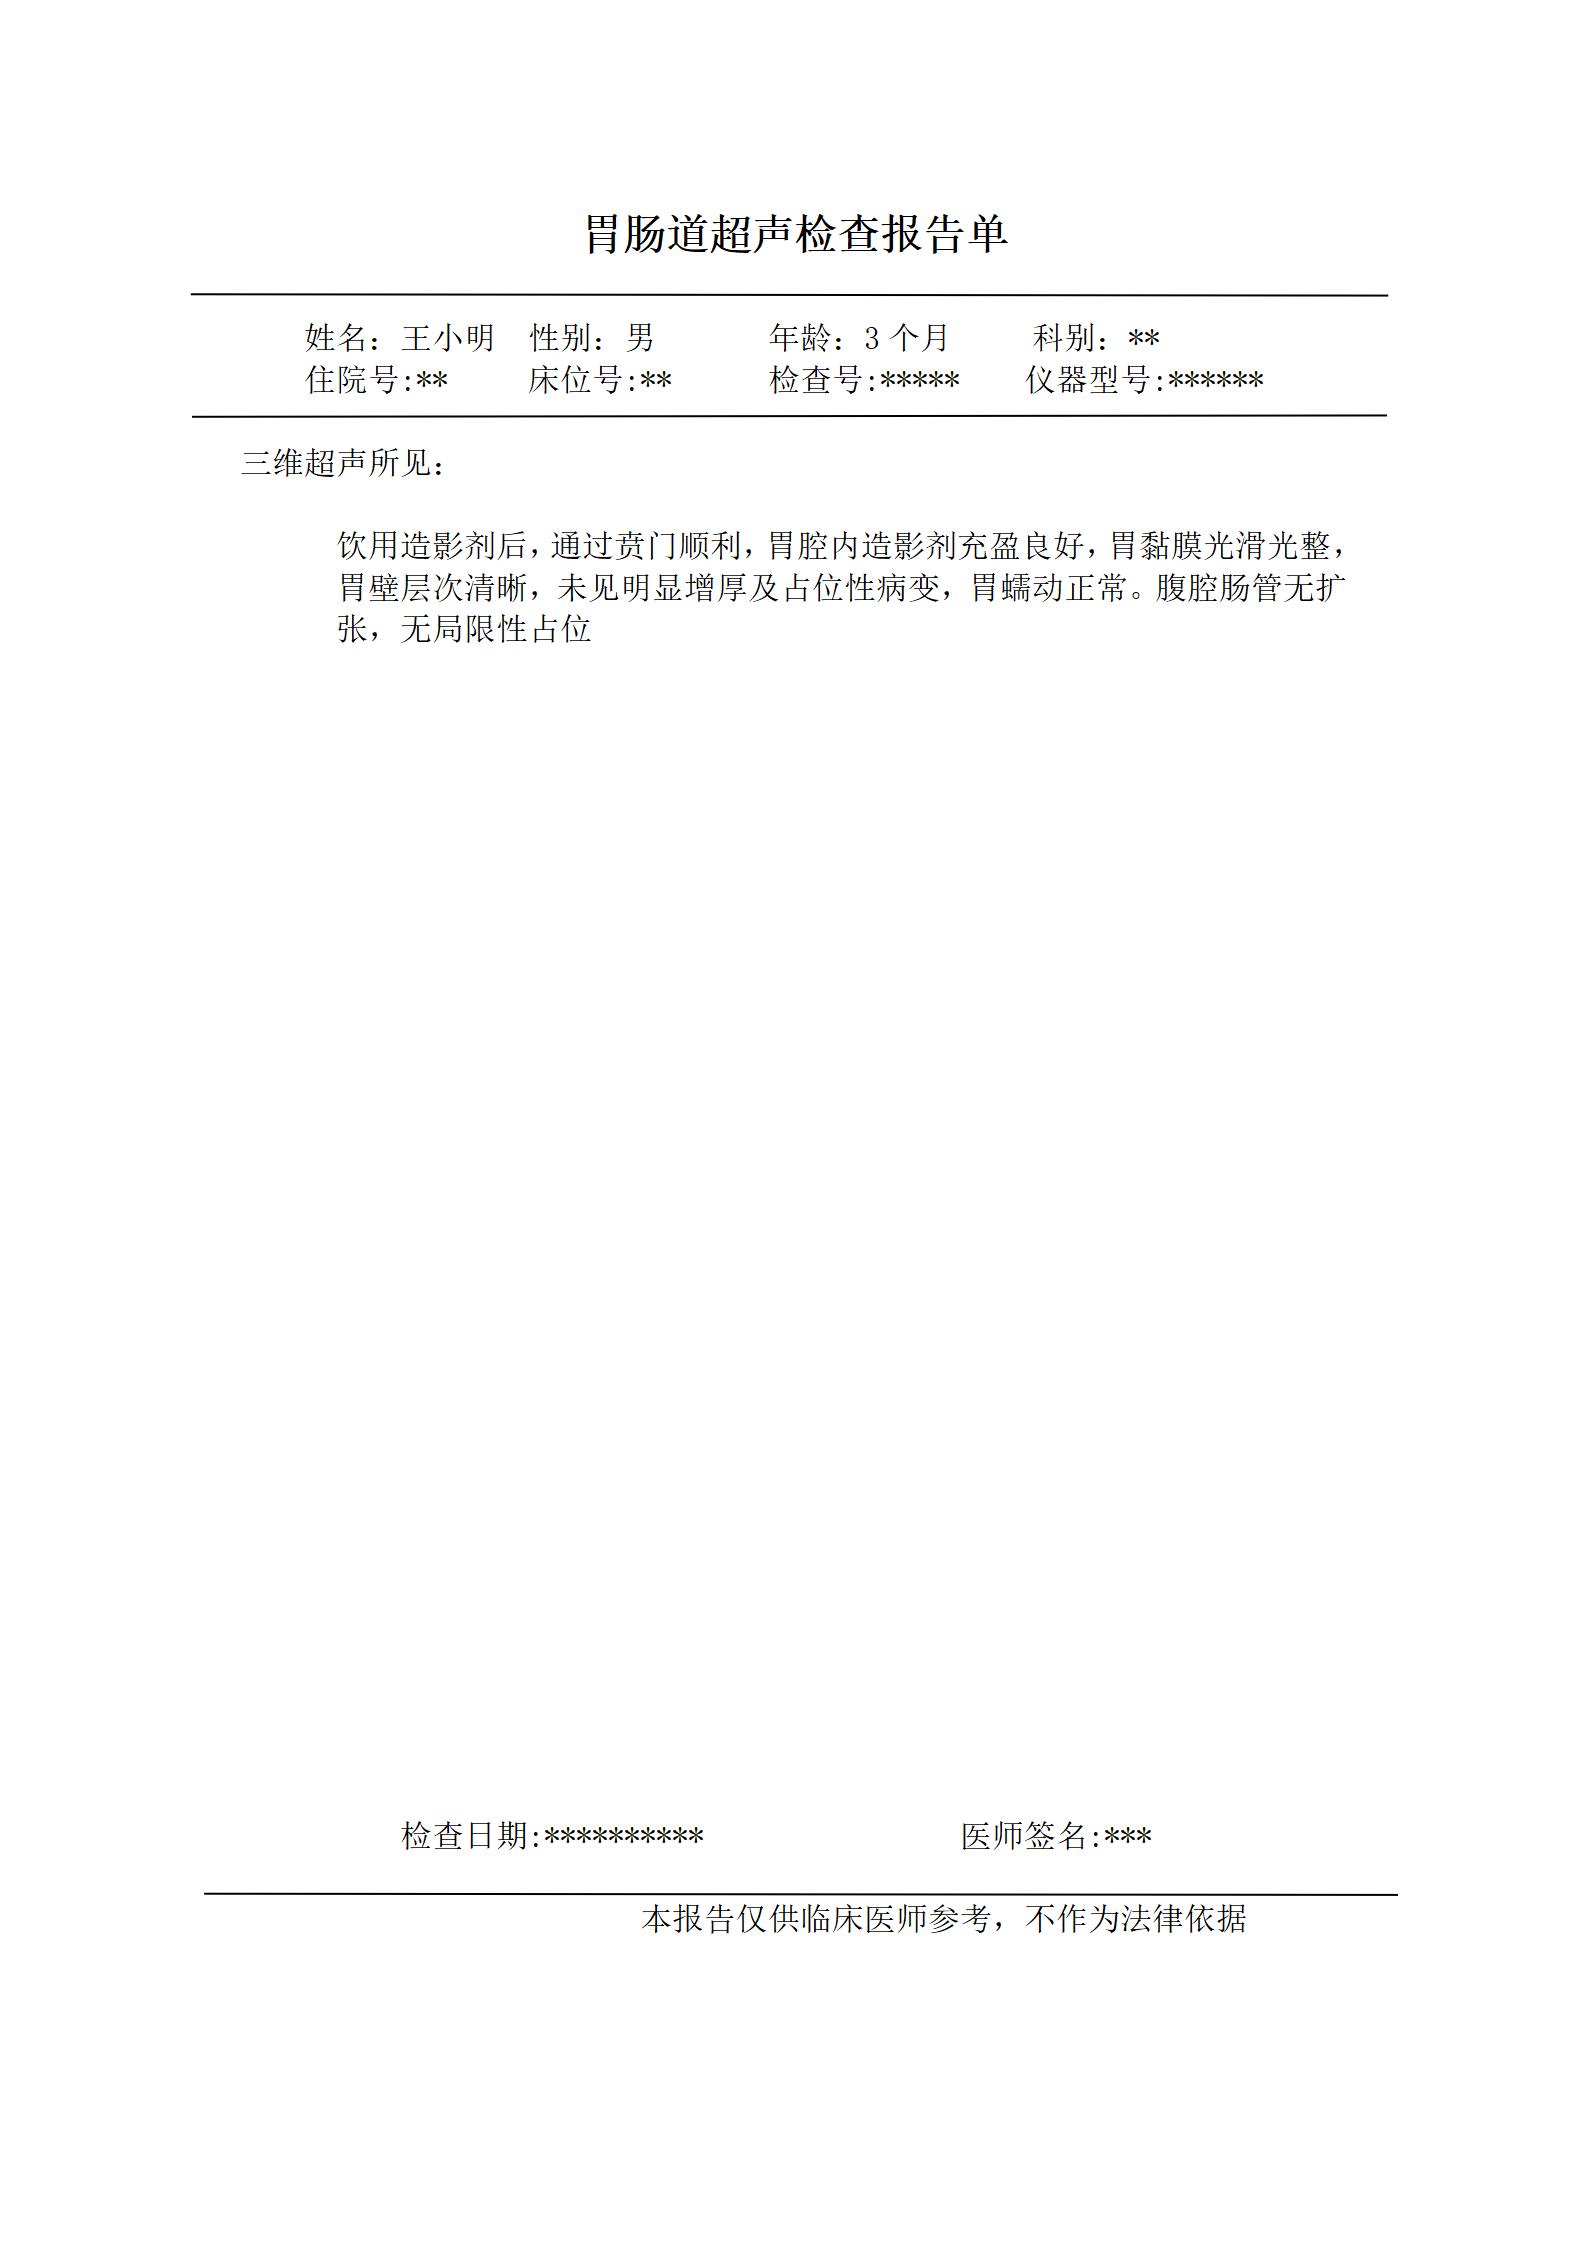 胃肠道超声检查报告单
姓名：王小明 性别：男 年龄：3个月 科别：**
住院号:** 床位号:** 检查号:***** 仪器型号:******
三维超声所见：
饮用造影剂后，通过贲门顺利，胃腔内造影剂充盈良好，胃黏膜光滑光整，
胃壁层次清晰，未见明显增厚及占位性病变，胃蠕动正常。腹腔肠管无扩
张，无局限性占位
检查日期:********** 医师签名:***
本报告仅供临床医师参考，不作为法律依据